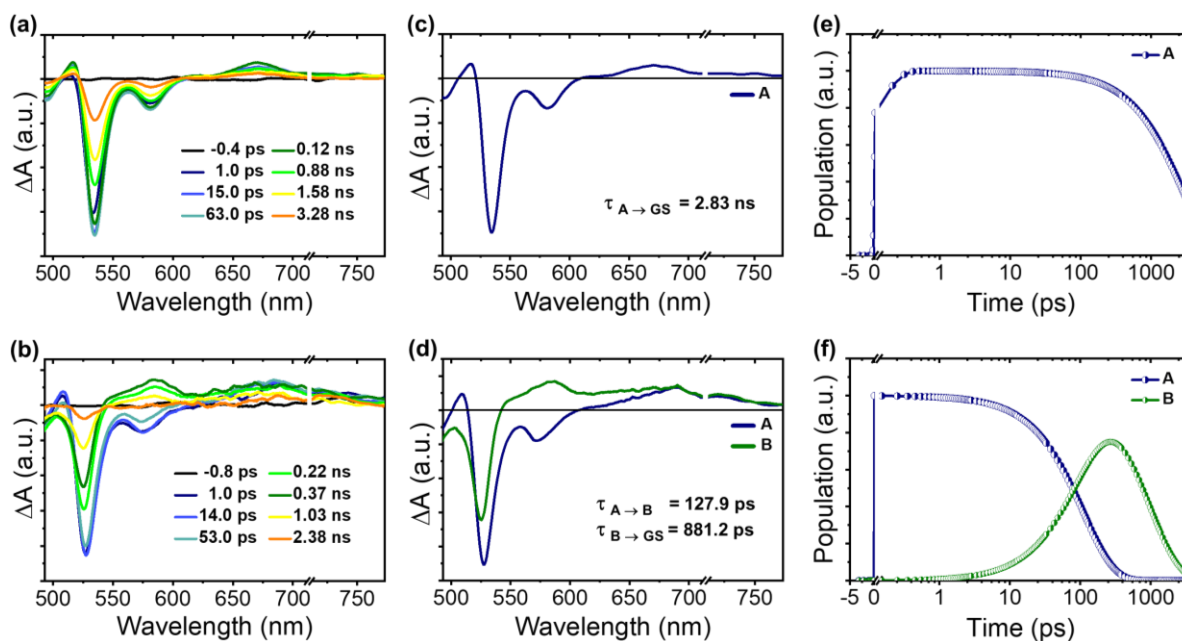 (a)
ΔA (a.u.)
-0.4 ps
1.0 ps
15.0 ps
63.0 ps
0.12 ns
0.88 ns
1.58 ns
3.28 ns
500 550 600 650 700 750
Wavelength (nm)
(c)
ΔA (a.u.)
A
τ A → GS = 2.83 ns
500 550 600 650 700 750
Wavelength (nm)
(e)
Population (a.u.)
A
-5 0 1 10 100 1000
Time (ps)
(b)
ΔA (a.u.)
-0.8 ps
1.0 ps
14.0 ps
53.0 ps
0.22 ns
0.37 ns
1.03 ns
2.38 ns
500 550 600 650 700 750
Wavelength (nm)
(d)
ΔA (a.u.)
A
B
τ A → B = 127.9 ps
τ B → GS = 881.2 ps
500 550 600 650 700 750
Wavelength (nm)
(f)
Population (a.u.)
A
B
-5 0 1 10 100 1000
Time (ps)